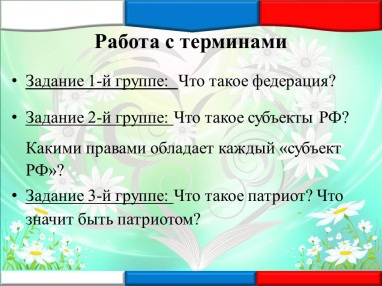 Работа с терминами
• Задание 1-й группе: Что такое федерация?
• Задание 2-й группе: Что такое субъекты РФ?
Какими правами обладает каждый «субъект
РФ»?
• Задание 3-й группе: Что такое патриот? Что
значит быть патриотом?